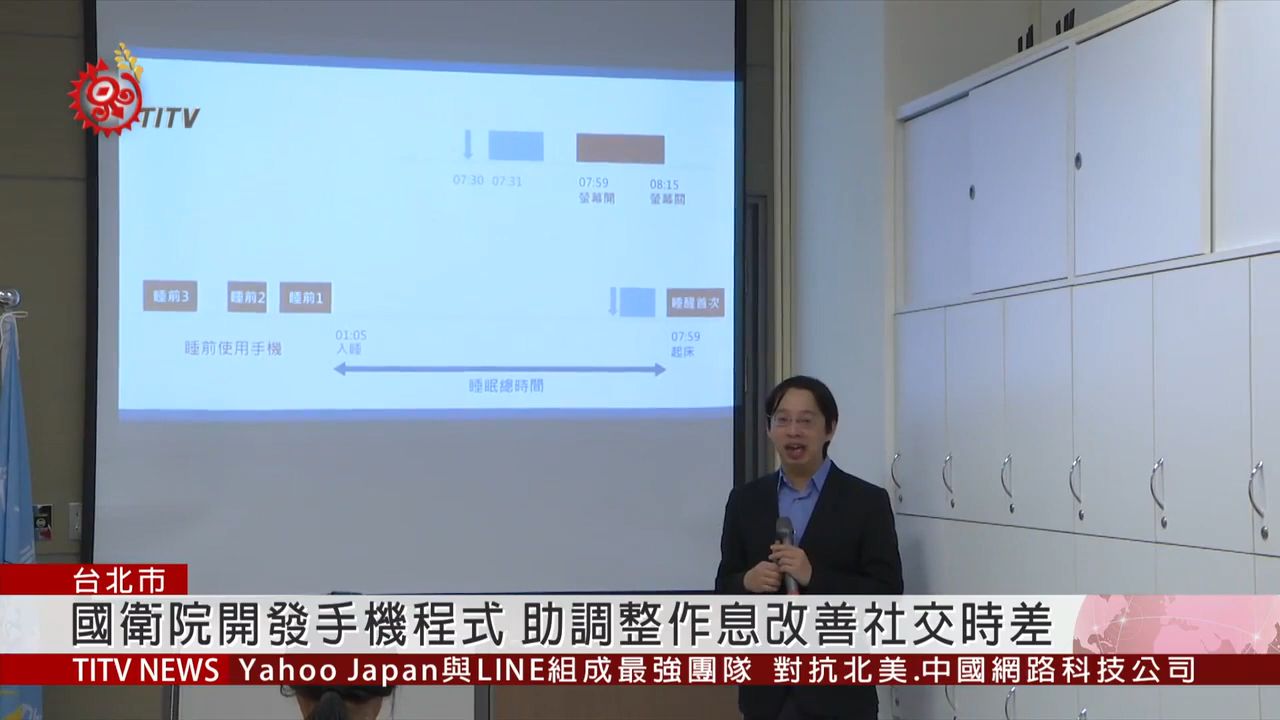 TITV
07:30 07:31
07:59 08:15
螢幕開 螢幕關
睡前3 睡前2 睡前1 睡醒首次
睡前使用手機
01:05
入睡
07:59
起床
睡眠總時間
台北市
國衛院開發手機程式 助調整作息改善社交時差
TITV NEWS Yahoo Japan與LINE組成最強團隊 對抗北美.中國網路科技公司